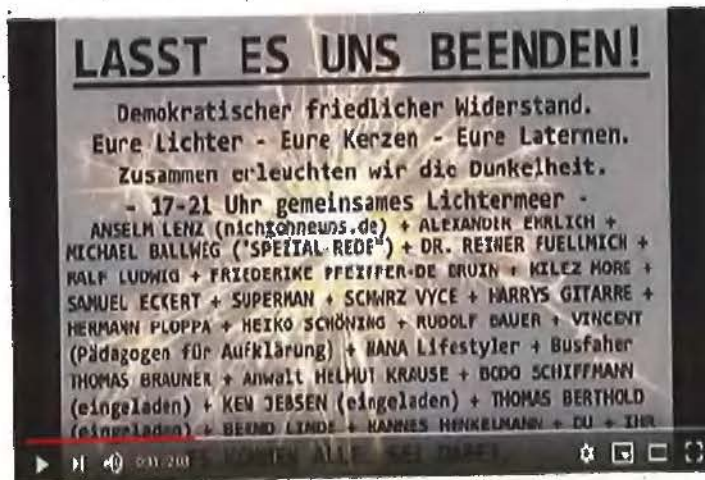 LASST ES UNS BEENDEN!
Demokratischer friedlicher Widerstand.
Eure Lichter - Eure Kerzen - Eure Laternen.
Zusammen erleuchten wir die Dunkelheit.
- 17-21 Uhr gemeinsames Lichtermeer -
ANSELM LENZ (nichtohneuns.de) + ALEXANDER EHRLICH +
MICHAEL BALLWEG ("SPEZIAL-REDE") + DR. REINER FUELLMICH +
RALF LUDWIG + FRIEDERIKE PFEIFFER-DE BRUIN + KILEZ MORE +
SAMUEL ECKERT + SUPERMAN + SCHWRZ VYCE + HARRYS GITARRE +
HERMANN PLOPPA + HEIKO SCHÖNING + RUDOLF BAUER + VINCENT
(Pädagogen für Aufklärung) + NANA Lifestyler + Busfaher
THOMAS BRAUNER + Anwalt HELMUT KRAUSE + BODO SCHIFFMANN
(eingeladen) + KEN JEBSEN (eingeladen) + THOMAS BERTHOLD
(eingeladen) + BERND LINDE + HANNES HENKELMANN + DU + IHR
KÖNNEN ALLE. SEI DABEI